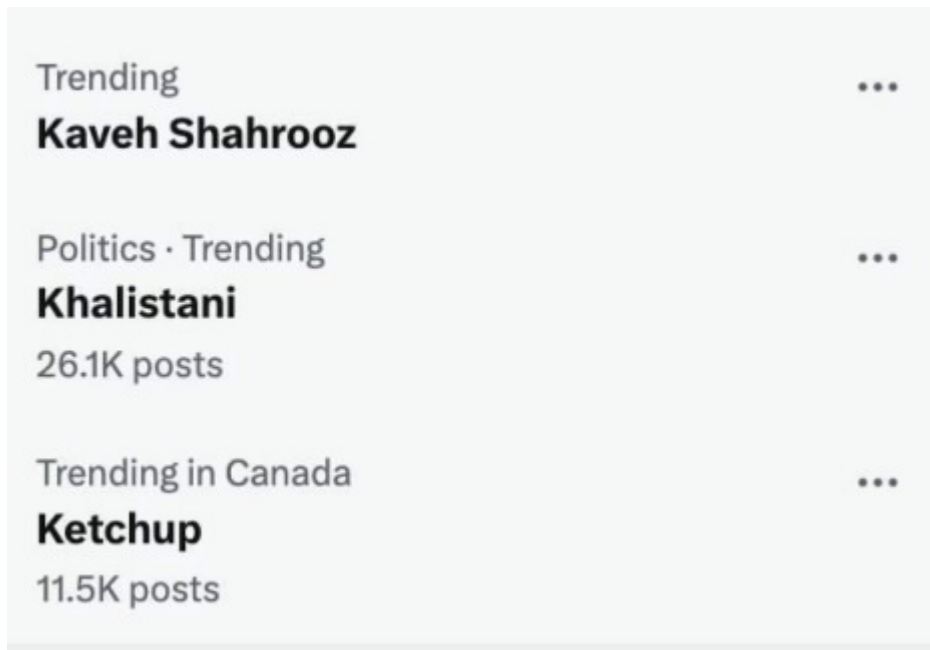 Trending
Kaveh Shahrooz
Politics · Trending
Khalistani
26.1K posts
Trending in Canada
Ketchup
11.5K posts